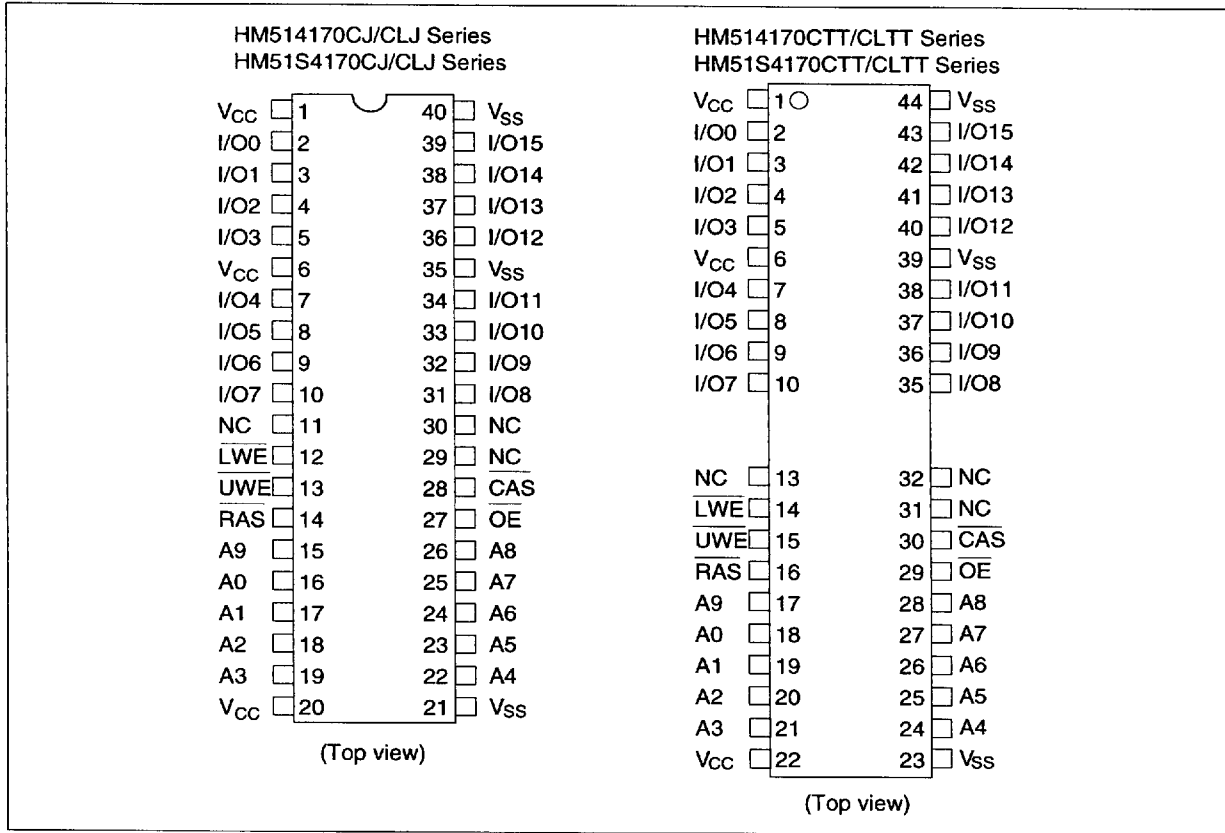 HM514170CJ/CLJ Series
HM51S4170CJ/CLJ Series
VCC 1 40 VSS
I/O0 2 39 I/O15
I/O1 3 38 I/O14
I/O2 4 37 I/O13
I/O3 5 36 I/O12
VCC 6 35 VSS
I/O4 7 34 I/O11
I/O5 8 33 I/O10
I/O6 9 32 I/O9
I/O7 10 31 I/O8
NC 11 30 NC
LWE 12 29 NC
UWE 13 28 CAS
RAS 14 27 OE
A9 15 26 A8
A0 16 25 A7
A1 17 24 A6
A2 18 23 A5
A3 19 22 A4
VCC 20 21 VSS
(Top view)
HM514170CTT/CLTT Series
HM51S4170CTT/CLTT Series
VCC 1 44 VSS
I/O0 2 43 I/O15
I/O1 3 42 I/O14
I/O2 4 41 I/O13
I/O3 5 40 I/O12
VCC 6 39 VSS
I/O4 7 38 I/O11
I/O5 8 37 I/O10
I/O6 9 36 I/O9
I/O7 10 35 I/O8
NC 13 32 NC
LWE 14 31 NC
UWE 15 30 CAS
RAS 16 29 OE
A9 17 28 A8
A0 18 27 A7
A1 19 26 A6
A2 20 25 A5
A3 21 24 A4
VCC 22 23 VSS
(Top view)